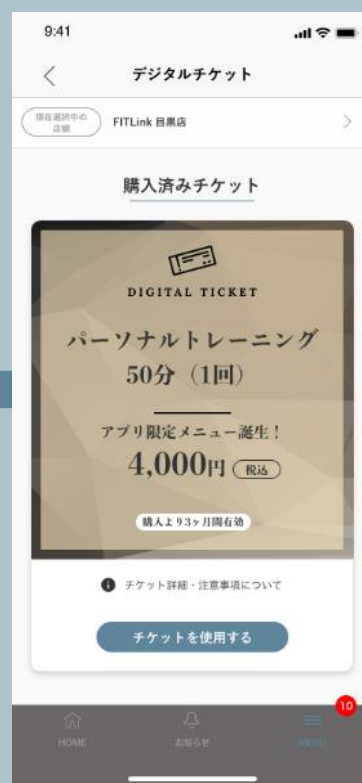 9:41
デジタルチケット
現在選択中の
店舗
FITLink 目黒店
購入済みチケット
DIGITAL TICKET
パーソナルトレーニング
50分（1回）
アプリ限定メニュー誕生！
4,000円 税込
購入より3ヶ月間有効
チケット詳細・注意事項について
チケットを使用する
10
HOME
お知らせ
MENU